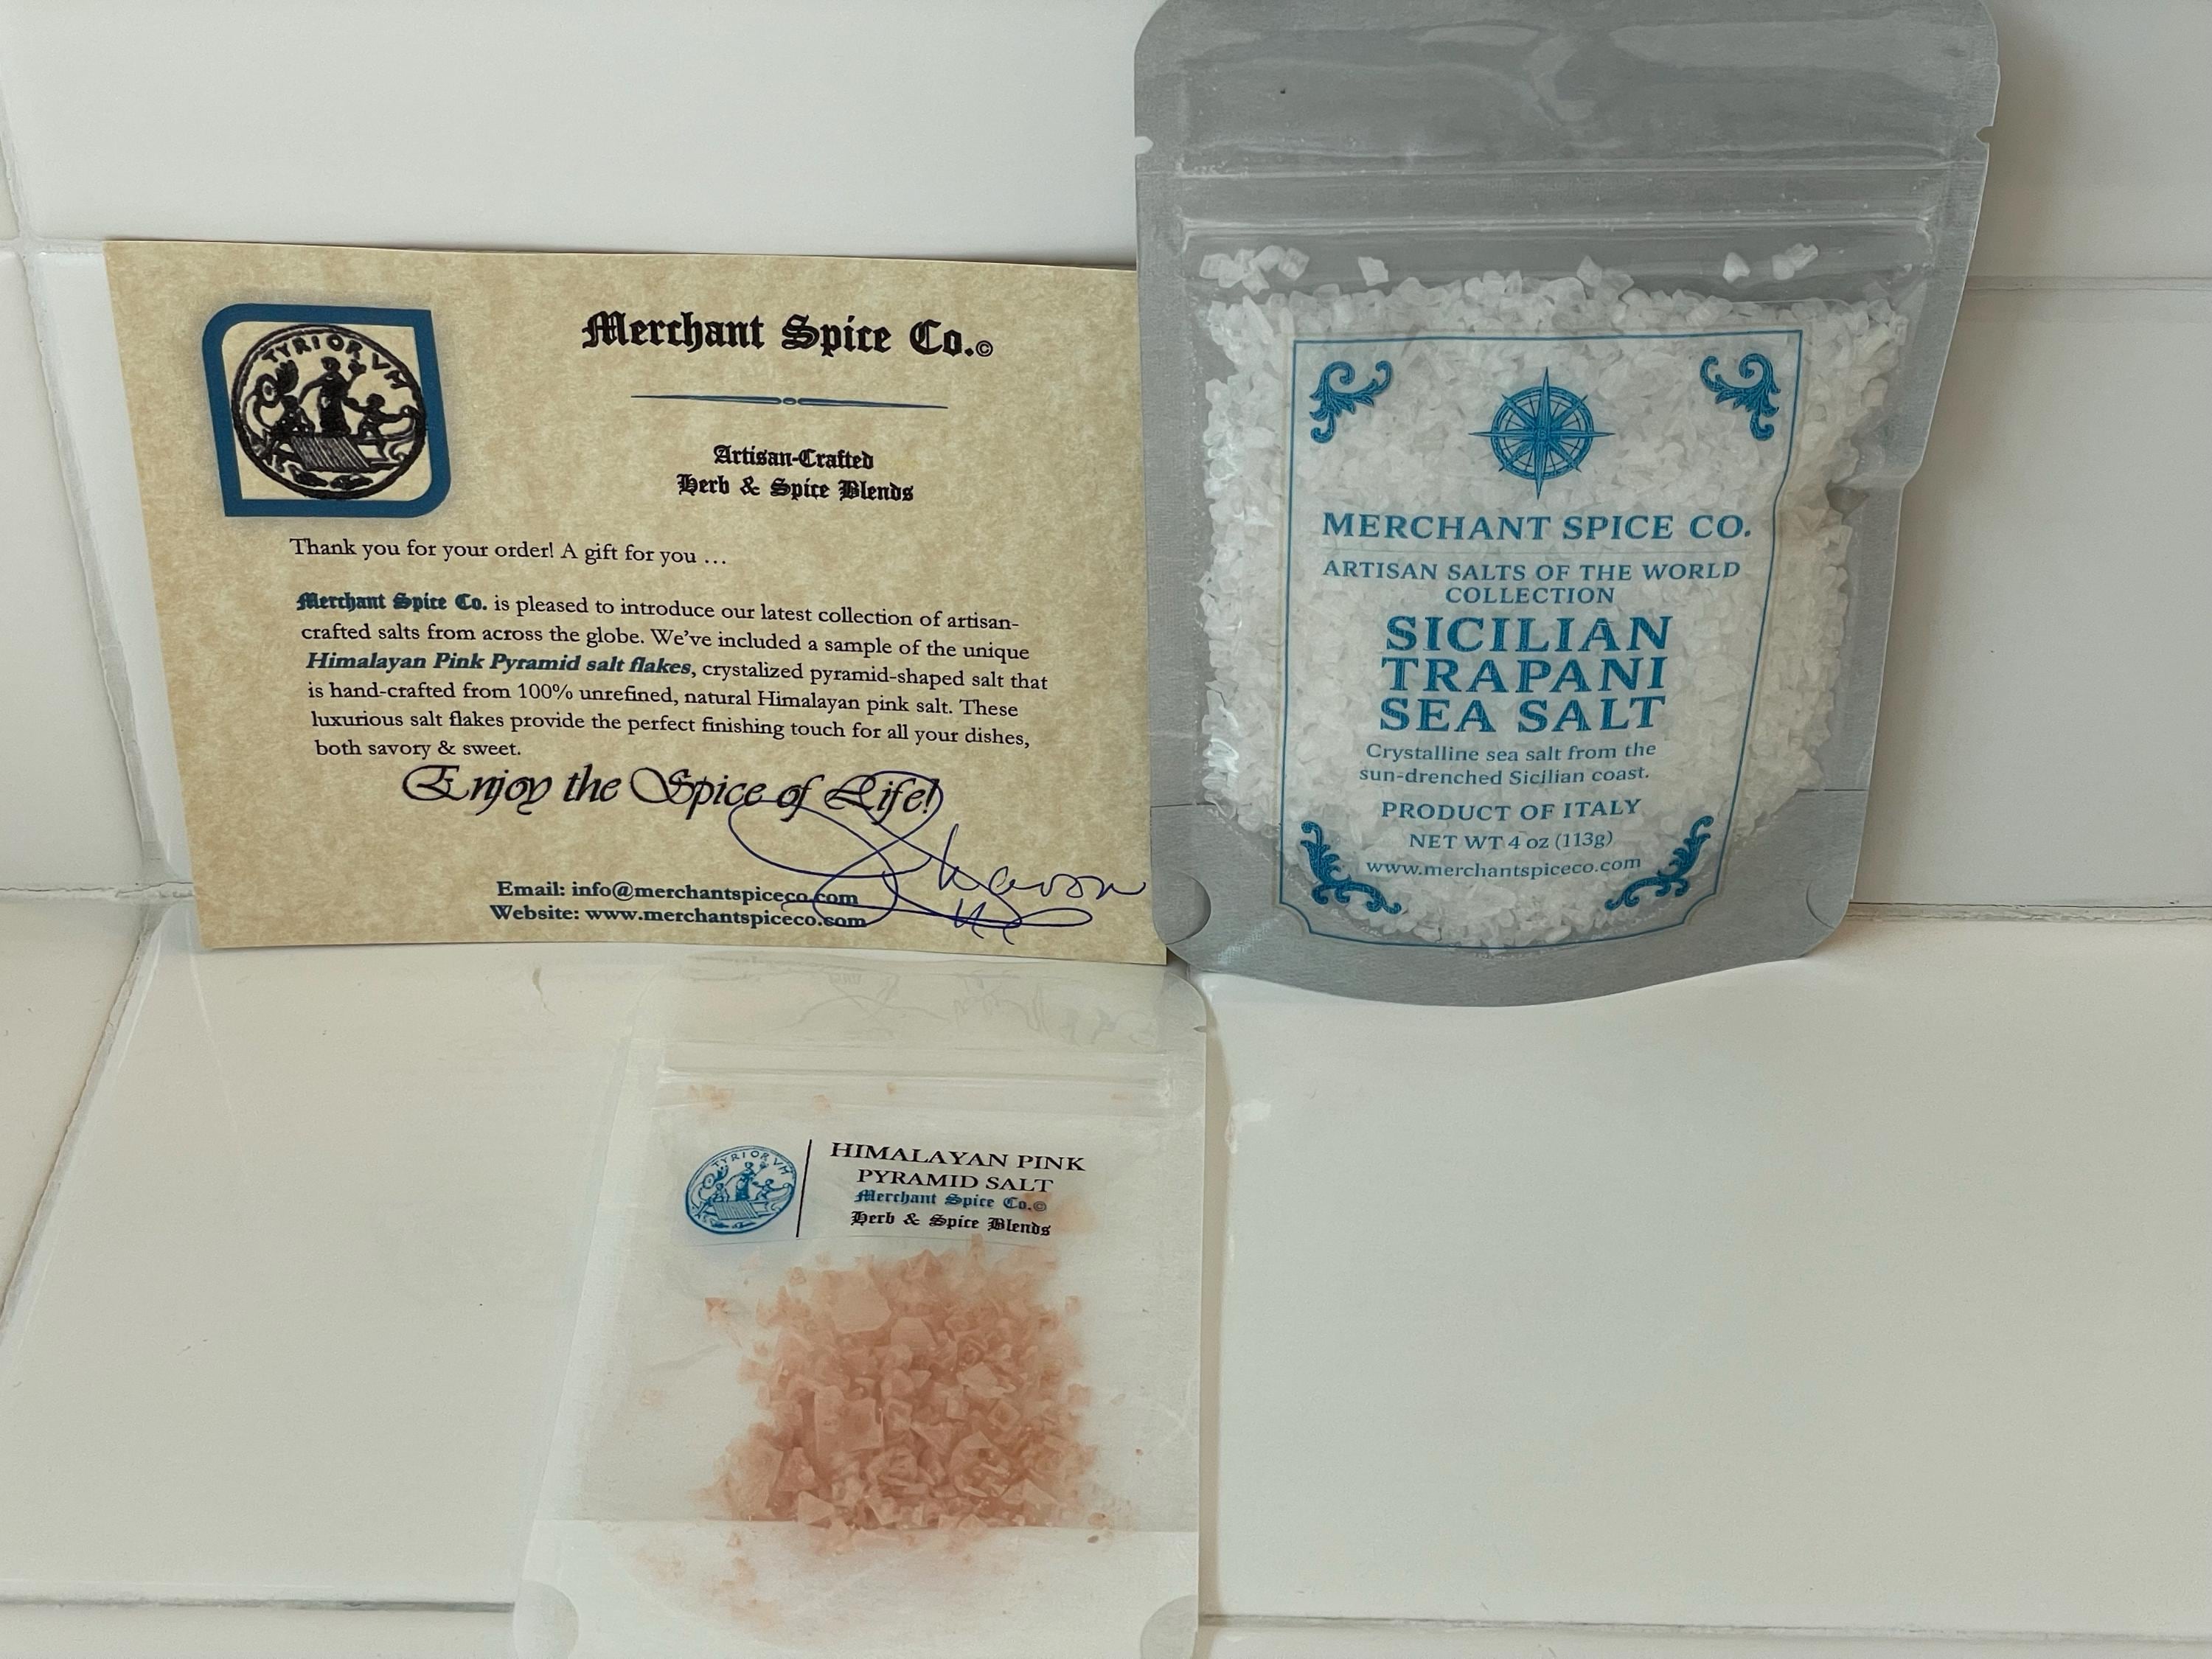 TYRIORVM
Merchant Spice Co.©
Artisan-Crafted
Herb & Spice Blends
Thank you for your order! A gift for you …
Merchant Spice Co. is pleased to introduce our latest collection of artisan-
crafted salts from across the globe. We've included a sample of the unique
Himalayan Pink Pyramid salt flakes, crystalized pyramid-shaped salt that
is hand-crafted from 100% unrefined, natural Himalayan pink salt. These
luxurious salt flakes provide the perfect finishing touch for all your dishes,
both savory & sweet.
Enjoy the Spice of Life!
Sharon
Email: info@merchantspiceco.com
Website: www.merchantspiceco.com
MERCHANT SPICE CO.
ARTISAN SALTS OF THE WORLD
COLLECTION
SICILIAN
TRAPANI
SEA SALT
Crystalline sea salt from the
sun-drenched Sicilian coast.
PRODUCT OF ITALY
NET WT 4 oz (113g)
www.merchantspiceco.com
TYRIORVM
HIMALAYAN PINK
PYRAMID SALT
Merchant Spice Co.©
Herb & Spice Blends